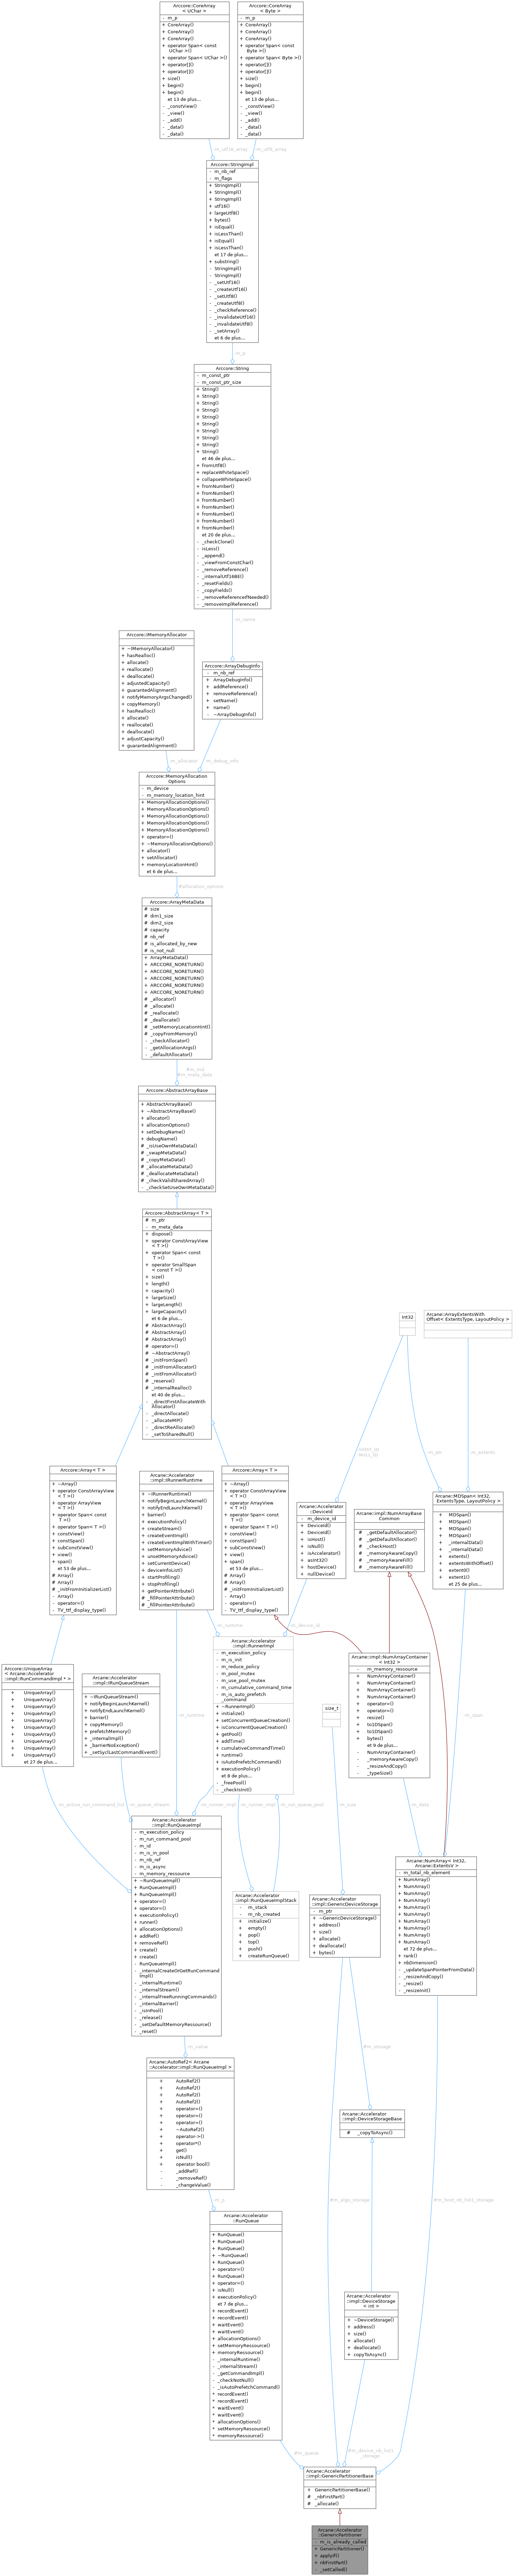 Arccore::CoreArray
< UChar >
- m_p
+ CoreArray()
+ CoreArray()
+ CoreArray()
+ operator Span< const
UChar >()
+ operator Span< UChar >()
+ operator[]()
+ operator[]()
+ size()
+ begin()
+ begin()
et 13 de plus...
- _constView()
- _view()
- _add()
- _data()
- _data()
Arccore::CoreArray
< Byte >
- m_p
+ CoreArray()
+ CoreArray()
+ CoreArray()
+ operator Span< const
Byte >()
+ operator Span< Byte >()
+ operator[]()
+ operator[]()
+ size()
+ begin()
+ begin()
et 13 de plus...
- _constView()
- _view()
- _add()
- _data()
- _data()
-m_utf16_array
-m_utf8_array
Arccore::StringImpl
- m_nb_ref
- m_flags
+ StringImpl()
+ StringImpl()
+ StringImpl()
+ utf16()
+ largeUtf8()
+ bytes()
+ isEqual()
+ isLessThan()
+ isEqual()
+ isLessThan()
et 17 de plus...
+ substring()
- StringImpl()
- StringImpl()
- _setUtf16()
- _createUtf16()
- _setUtf8()
- _createUtf8()
- _checkReference()
- _invalidateUtf16()
- _invalidateUtf8()
- _setArray()
et 6 de plus...
-m_p
Arccore::String
- m_const_ptr
- m_const_ptr_size
+ String()
+ String()
+ String()
+ String()
+ String()
+ String()
+ String()
+ String()
+ String()
+ String()
et 46 de plus...
+ fromUtf8()
+ replaceWhiteSpace()
+ collapseWhiteSpace()
+ fromNumber()
+ fromNumber()
+ fromNumber()
+ fromNumber()
+ fromNumber()
+ fromNumber()
+ fromNumber()
et 20 de plus...
- _checkClone()
- isLess()
- _append()
- _viewFromConstChar()
- _removeReference()
- _internalUtf16BE()
- _resetFields()
- _copyFields()
- _removeReferenceIfNeeded()
- _removeImplReference()
-m_name
Arccore::IMemoryAllocator
+ ~IMemoryAllocator()
+ hasRealloc()
+ allocate()
+ reallocate()
+ deallocate()
+ adjustedCapacity()
+ guarantedAlignment()
+ notifyMemoryArgsChanged()
+ copyMemory()
+ hasRealloc()
+ allocate()
+ reallocate()
+ deallocate()
+ adjustCapacity()
+ guarantedAlignment()
Arccore::ArrayDebugInfo
- m_nb_ref
+ ArrayDebugInfo()
+ addReference()
+ removeReference()
+ setName()
+ name()
- ~ArrayDebugInfo()
-m_allocator
-m_debug_info
Arccore::MemoryAllocation
Options
- m_device
- m_memory_location_hint
+ MemoryAllocationOptions()
+ MemoryAllocationOptions()
+ MemoryAllocationOptions()
+ MemoryAllocationOptions()
+ MemoryAllocationOptions()
+ operator=()
+ ~MemoryAllocationOptions()
+ allocator()
+ setAllocator()
+ memoryLocationHint()
et 6 de plus...
#allocation_options
Arccore::ArrayMetaData
# size
# dim1_size
# dim2_size
# capacity
# nb_ref
# is_allocated_by_new
# is_not_null
+ ArrayMetaData()
+ ARCCORE_NORETURN()
+ ARCCORE_NORETURN()
+ ARCCORE_NORETURN()
+ ARCCORE_NORETURN()
+ ARCCORE_NORETURN()
# _allocator()
# _allocate()
# _reallocate()
# _deallocate()
# _setMemoryLocationHint()
# _copyFromMemory()
- _checkAllocator()
- _getAllocationArgs()
- _defaultAllocator()
#m_md
#m_meta_data
Arccore::AbstractArrayBase
+ AbstractArrayBase()
+ ~AbstractArrayBase()
+ allocator()
+ allocationOptions()
+ setDebugName()
+ debugName()
# _isUseOwnMetaData()
# _swapMetaData()
# _copyMetaData()
# _allocateMetaData()
# _deallocateMetaData()
# _checkValidSharedArray()
- _checkSetUseOwnMetaData()
Arccore::AbstractArray< T >
# m_ptr
- m_meta_data
+ dispose()
+ operator ConstArrayView
< T >()
+ operator Span< const
T >()
+ operator SmallSpan
< const T >()
+ size()
+ length()
+ capacity()
+ largeSize()
+ largeLength()
+ largeCapacity()
et 6 de plus...
# AbstractArray()
# AbstractArray()
# AbstractArray()
# operator=()
# ~AbstractArray()
# _initFromSpan()
# _initFromAllocator()
# _initFromAllocator()
# _reserve()
# _internalRealloc()
et 40 de plus...
- _directFirstAllocateWith
Allocator()
- _directAllocate()
- _allocateMP()
- _directReAllocate()
- _setToSharedNull()
Int32
Arcane::ArrayExtentsWith
Offset< ExtentsType, LayoutPolicy >
-m_ptr
-m_extents
Arccore::Array< T >
+ ~Array()
+ operator ConstArrayView
< T >()
+ operator ArrayView
< T >()
+ operator Span< const
T >()
+ operator Span< T >()
+ constView()
+ constSpan()
+ subConstView()
+ view()
+ span()
et 53 de plus...
# Array()
# Array()
# _initFromInitializerList()
- Array()
- operator=()
- TV_ttf_display_type()
Arcane::Accelerator
::impl::IRunnerRuntime
+ ~IRunnerRuntime()
+ notifyBeginLaunchKernel()
+ notifyEndLaunchKernel()
+ barrier()
+ executionPolicy()
+ createStream()
+ createEventImpl()
+ createEventImplWithTimer()
+ setMemoryAdvice()
+ unsetMemoryAdvice()
+ setCurrentDevice()
+ deviceInfoList()
+ startProfiling()
+ stopProfiling()
+ getPointerAttribute()
# _fillPointerAttribute()
# _fillPointerAttribute()
Arccore::Array< T >
+ ~Array()
+ operator ConstArrayView
< T >()
+ operator ArrayView
< T >()
+ operator Span< const
T >()
+ operator Span< T >()
+ constView()
+ constSpan()
+ subConstView()
+ view()
+ span()
et 53 de plus...
# Array()
# Array()
# _initFromInitializerList()
- Array()
- operator=()
- TV_ttf_display_type()
Arcane::Accelerator
::DeviceId
- m_device_id
+ DeviceId()
+ DeviceId()
+ isHost()
+ isNull()
+ isAccelerator()
+ asInt32()
+ hostDevice()
+ nullDevice()
Arcane::impl::NumArrayBase
Common
# _getDefaultAllocator()
# _getDefaultAllocator()
# _checkHost()
# _memoryAwareCopy()
# _memoryAwareFill()
# _memoryAwareFill()
Arcane::MDSpan< Int32,
ExtentsType, LayoutPolicy >
+ MDSpan()
+ MDSpan()
+ MDSpan()
+ MDSpan()
+ _internalData()
+ _internalData()
+ extents()
+ extentsWithOffset()
+ extent0()
+ extent1()
et 25 de plus...
-m_runtime
-m_device_id
Arccore::UniqueArray
< Arcane::Accelerator
::impl::RunCommandImpl * >
+ UniqueArray()
+ UniqueArray()
+ UniqueArray()
+ UniqueArray()
+ UniqueArray()
+ UniqueArray()
+ UniqueArray()
+ UniqueArray()
+ UniqueArray()
+ UniqueArray()
et 27 de plus...
Arcane::Accelerator
::impl::IRunQueueStream
+ ~IRunQueueStream()
+ notifyBeginLaunchKernel()
+ notifyEndLaunchKernel()
+ barrier()
+ copyMemory()
+ prefetchMemory()
+ _internalImpl()
+ _barrierNoException()
+ _setSyclLastCommandEvent()
Arcane::Accelerator
::impl::RunnerImpl
- m_execution_policy
- m_is_init
- m_reduce_policy
- m_pool_mutex
- m_use_pool_mutex
- m_cumulative_command_time
- m_is_auto_prefetch
_command
+ ~RunnerImpl()
+ initialize()
+ setConcurrentQueueCreation()
+ isConcurrentQueueCreation()
+ getPool()
+ addTime()
+ cumulativeCommandTime()
+ runtime()
+ isAutoPrefetchCommand()
+ executionPolicy()
et 8 de plus...
- _freePool()
- _checkIsInit()
size_t
Arcane::impl::NumArrayContainer
< Int32 >
- m_memory_ressource
+ NumArrayContainer()
+ NumArrayContainer()
+ NumArrayContainer()
+ NumArrayContainer()
+ operator=()
+ operator=()
+ resize()
+ to1DSpan()
+ to1DSpan()
+ bytes()
et 9 de plus...
- NumArrayContainer()
- _memoryAwareCopy()
- _resizeAndCopy()
- _typeSize()
-m_runtime
-m_span
-m_active_run_command_list
-m_queue_stream
-m_runner_impl
-m_runner_impl
-m_run_queue_pool
-m_size
-m_data
Arcane::Accelerator
::impl::RunQueueImpl
- m_execution_policy
- m_run_command_pool
- m_id
- m_is_in_pool
- m_nb_ref
- m_is_async
- m_memory_ressource
+ ~RunQueueImpl()
+ RunQueueImpl()
+ RunQueueImpl()
+ operator=()
+ operator=()
+ executionPolicy()
+ runner()
+ allocationOptions()
+ addRef()
+ removeRef()
+ create()
+ create()
- RunQueueImpl()
- _internalCreateOrGetRunCommand
Impl()
- _internalRuntime()
- _internalStream()
- _internalFreeRunningCommands()
- _internalBarrier()
- _isInPool()
- _release()
- _setDefaultMemoryRessource()
- _reset()
Arcane::Accelerator
::impl::RunQueueImplStack
- m_stack
- m_nb_created
+ initialize()
+ empty()
+ pop()
+ top()
+ push()
+ createRunQueue()
Arcane::Accelerator
::impl::GenericDeviceStorage
- m_ptr
+ ~GenericDeviceStorage()
+ address()
+ size()
+ allocate()
+ deallocate()
+ bytes()
Arcane::NumArray< Int32,
Arcane::ExtentsV >
- m_total_nb_element
+ NumArray()
+ NumArray()
+ NumArray()
+ NumArray()
+ NumArray()
+ NumArray()
+ NumArray()
+ NumArray()
+ NumArray()
+ NumArray()
et 72 de plus...
+ rank()
+ nbDimension()
- _updateSpanPointerFromData()
- _resizeAndCopy()
- _resize()
- _resizeInit()
-m_value
#m_storage
Arcane::AutoRef2< Arcane
::Accelerator::impl::RunQueueImpl >
+ AutoRef2()
+ AutoRef2()
+ AutoRef2()
+ AutoRef2()
+ operator=()
+ operator=()
+ operator=()
+ ~AutoRef2()
+ operator->()
+ operator*()
+ get()
+ isNull()
+ operator bool()
- _addRef()
- _removeRef()
- _changeValue()
Arcane::Accelerator
::impl::DeviceStorageBase
# _copyToAsync()
-m_p
#m_algo_storage
#m_host_nb_list1_storage
Arcane::Accelerator
::RunQueue
+ RunQueue()
+ RunQueue()
+ RunQueue()
+ ~RunQueue()
+ RunQueue()
+ operator=()
+ RunQueue()
+ operator=()
+ isNull()
+ executionPolicy()
et 7 de plus...
+ recordEvent()
+ recordEvent()
+ waitEvent()
+ waitEvent()
+ allocationOptions()
+ setMemoryRessource()
+ memoryRessource()
- _internalRuntime()
- _internalStream()
- _getCommandImpl()
- _checkNotNull()
- _isAutoPrefetchCommand()
* recordEvent()
* recordEvent()
* waitEvent()
* waitEvent()
* allocationOptions()
* setMemoryRessource()
* memoryRessource()
Arcane::Accelerator
::impl::DeviceStorage
< int >
+ ~DeviceStorage()
+ address()
+ size()
+ allocate()
+ deallocate()
+ copyToAsync()
#m_queue
#m_device_nb_list1
_storage
Arcane::Accelerator
::impl::GenericPartitionerBase
+ GenericPartitionerBase()
# _nbFirstPart()
# _allocate()
Arcane::Accelerator
::GenericPartitioner
- m_is_already_called
+ GenericPartitioner()
+ applyIf()
+ nbFirstPart()
- _setCalled()